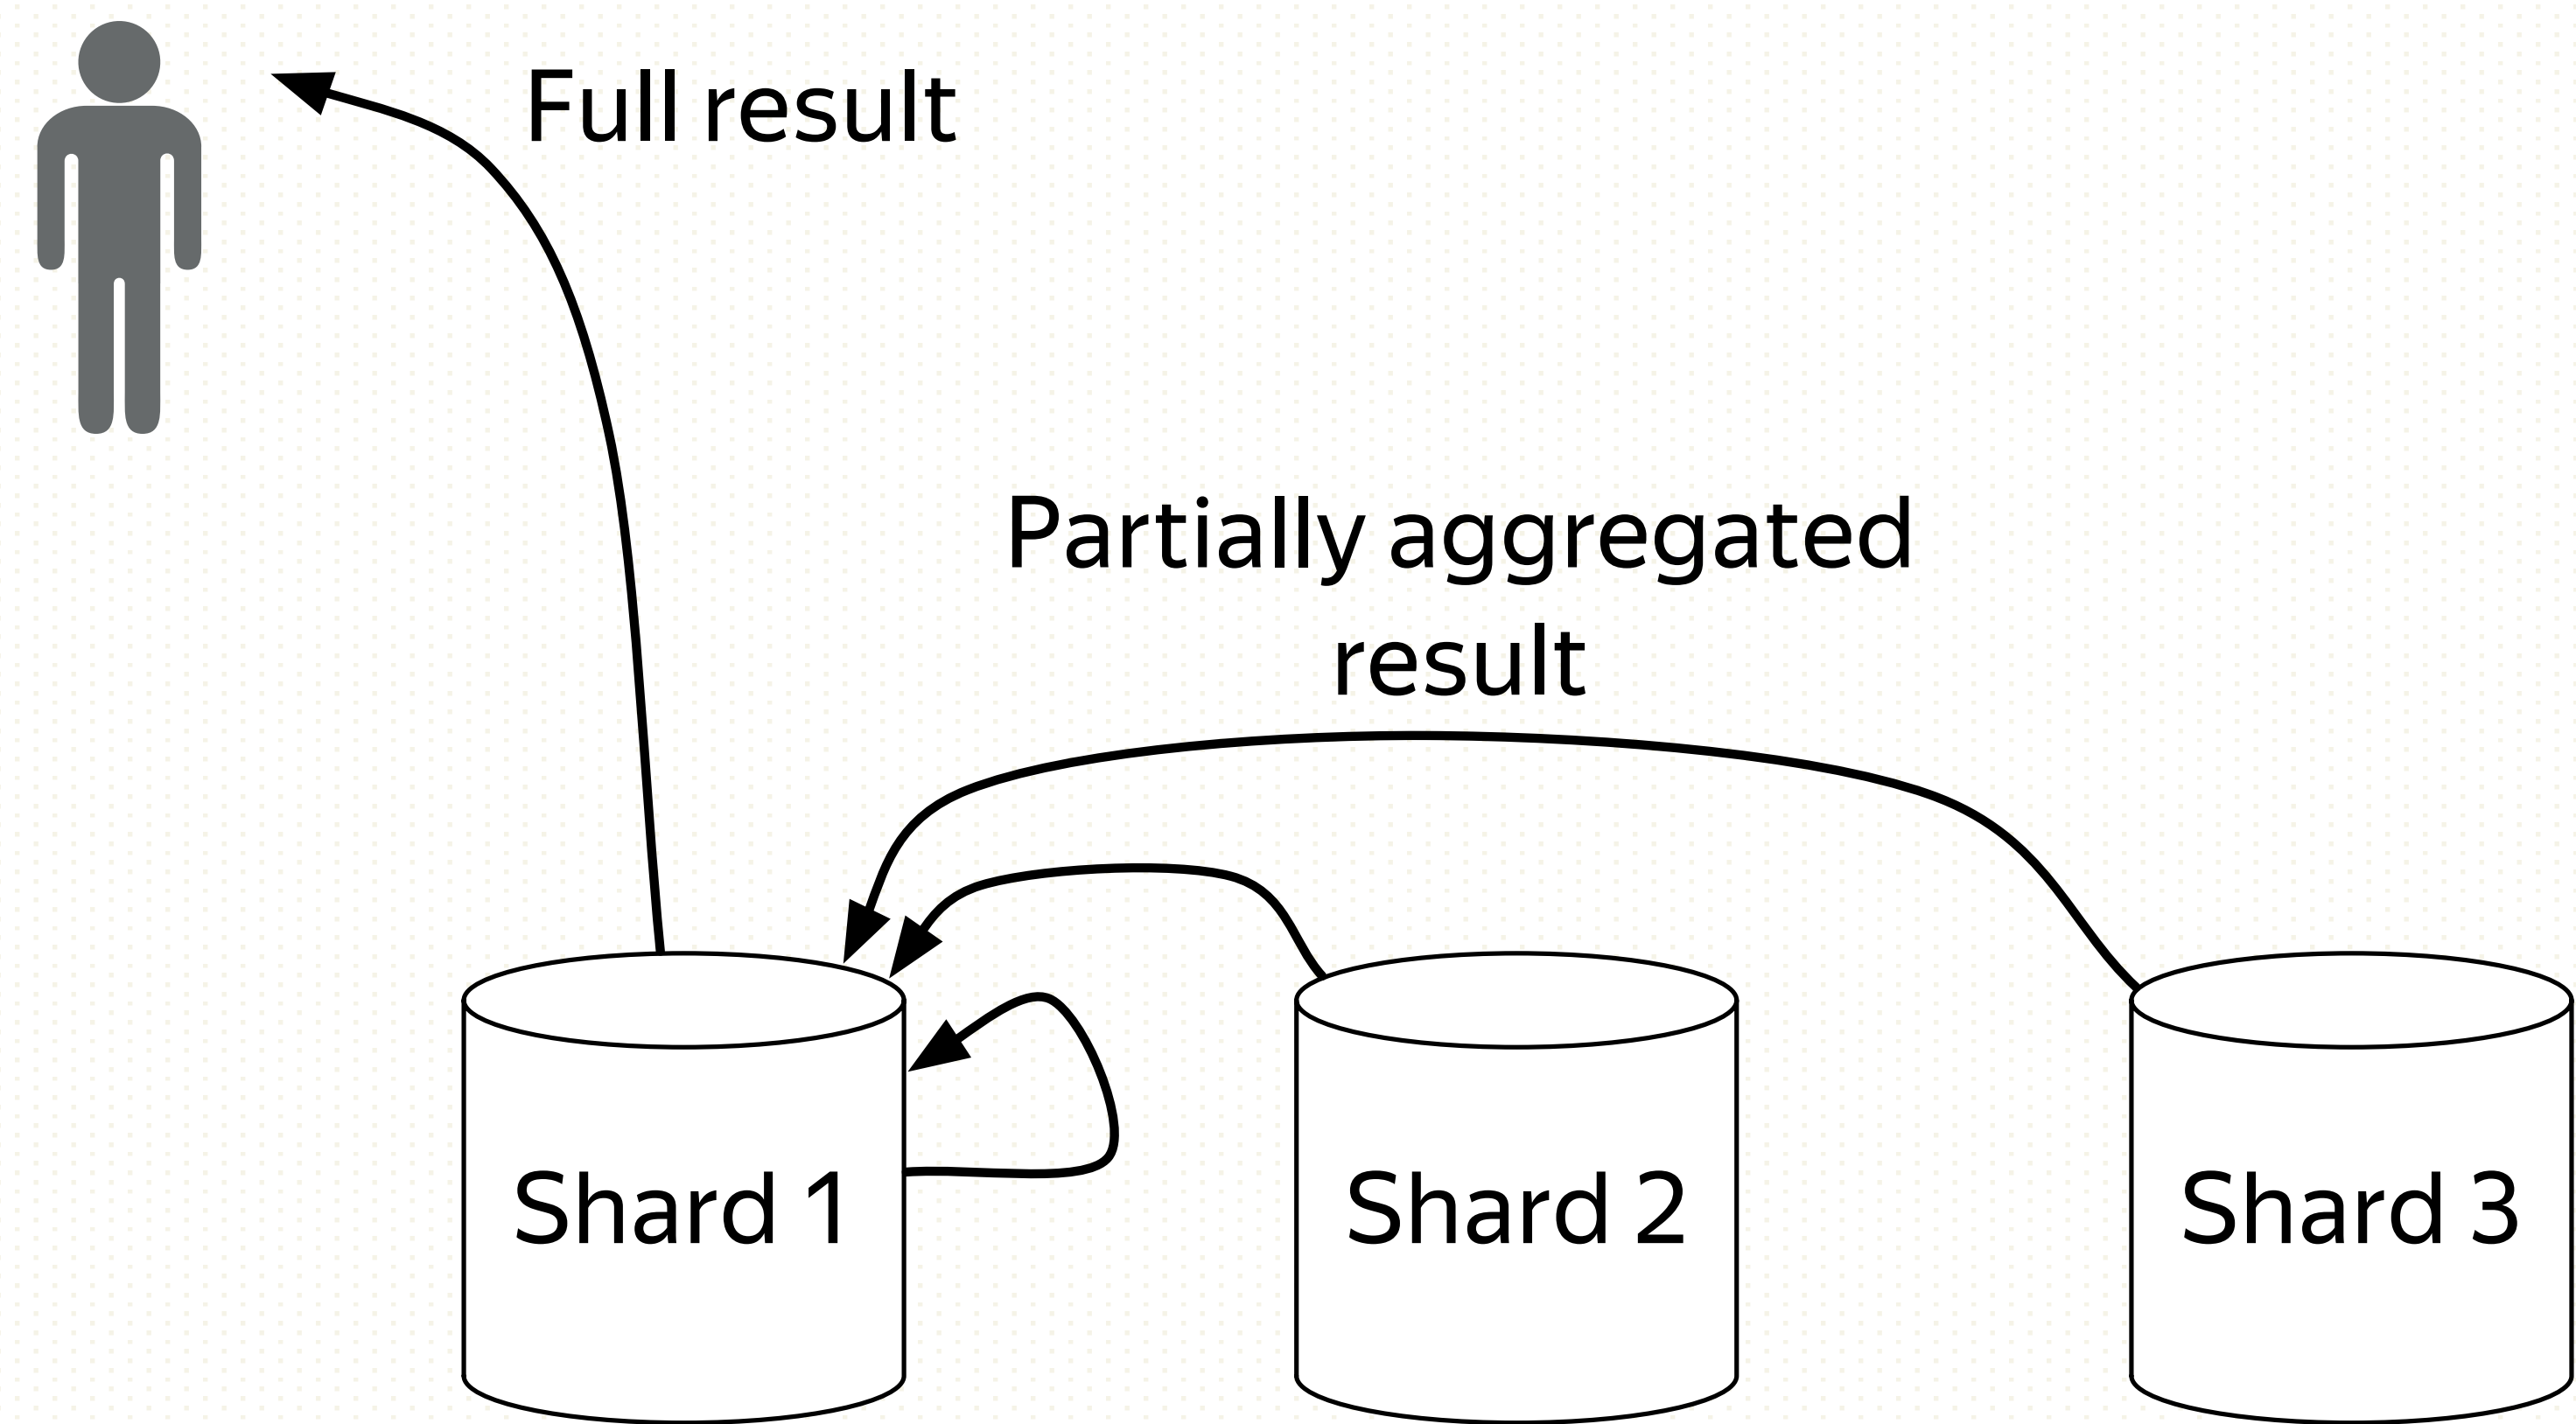 Full result
Partially aggregated
result
Shard 1
Shard 2
Shard 3